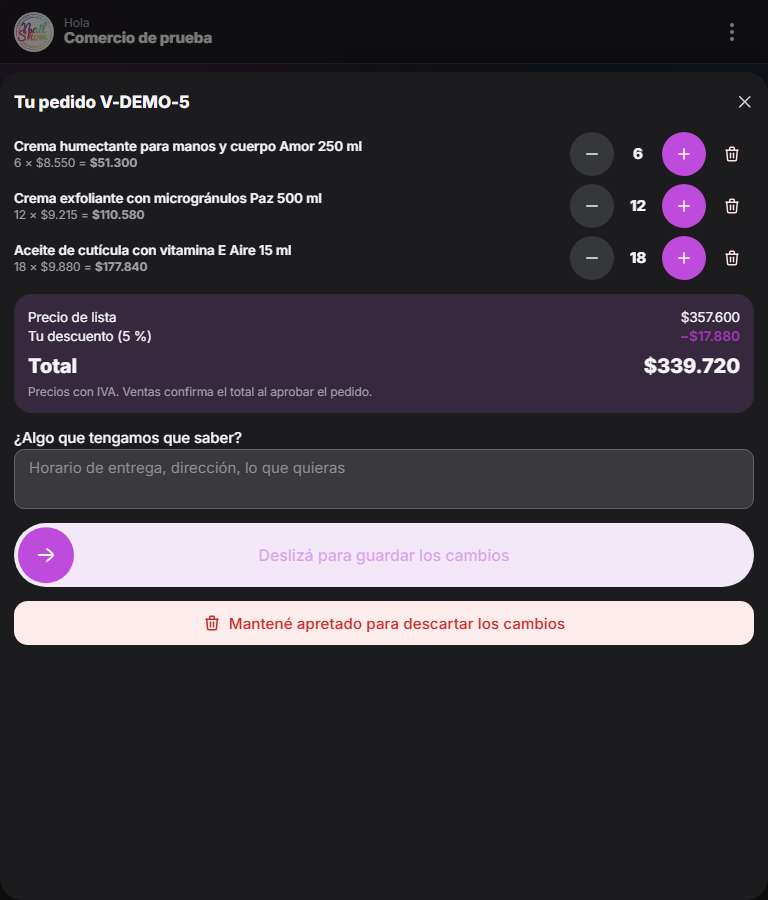 Hola
Comercio de prueba
Tu pedido V-DEMO-5
Crema humectante para manos y cuerpo Amor 250 ml
6 × $8.550 = $51.300
6
Crema exfoliante con microgránulos Paz 500 ml
12 × $9.215 = $110.580
12
Aceite de cutícula con vitamina E Aire 15 ml
18 × $9.880 = $177.840
18
Precio de lista $357.600
Tu descuento (5 %) −$17.880
Total $339.720
Precios con IVA. Ventas confirma el total al aprobar el pedido.
¿Algo que tengamos que saber?
Horario de entrega, dirección, lo que quieras
Deslizá para guardar los cambios
Mantené apretado para descartar los cambios